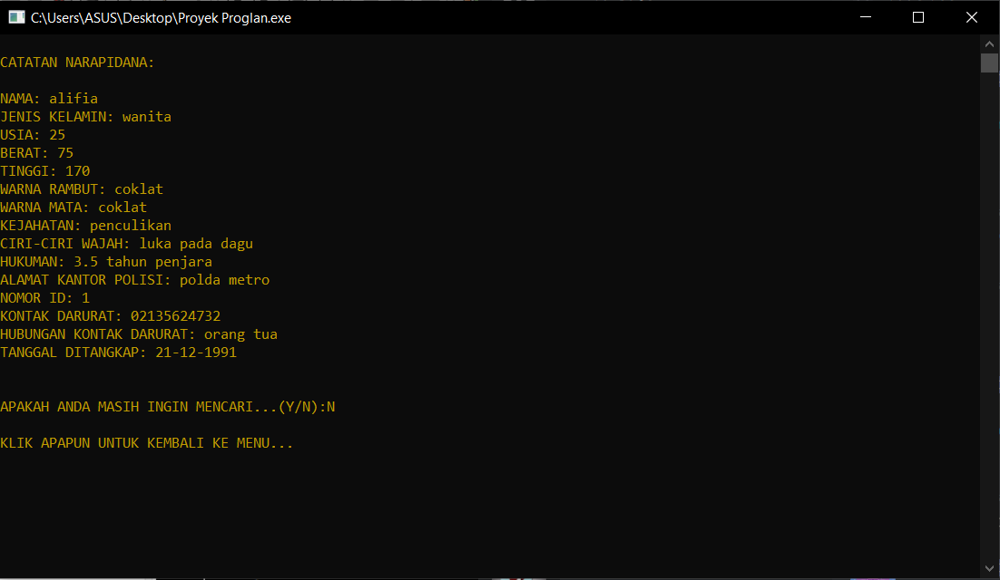 C:\Users\ASUS\Desktop\Proyek Proglan.exe
CATATAN NARAPIDANA:
NAMA: alifia
JENIS KELAMIN: wanita
USIA: 25
BERAT: 75
TINGGI: 170
WARNA RAMBUT: coklat
WARNA MATA: coklat
KEJAHATAN: penculikan
CIRI-CIRI WAJAH: luka pada dagu
HUKUMAN: 3.5 tahun penjara
ALAMAT KANTOR POLISI: polda metro
NOMOR ID: 1
KONTAK DARURAT: 02135624732
HUBUNGAN KONTAK DARURAT: orang tua
TANGGAL DITANGKAP: 21-12-1991
APAKAH ANDA MASIH INGIN MENCARI...(Y/N):N
KLIK APAPUN UNTUK KEMBALI KE MENU...